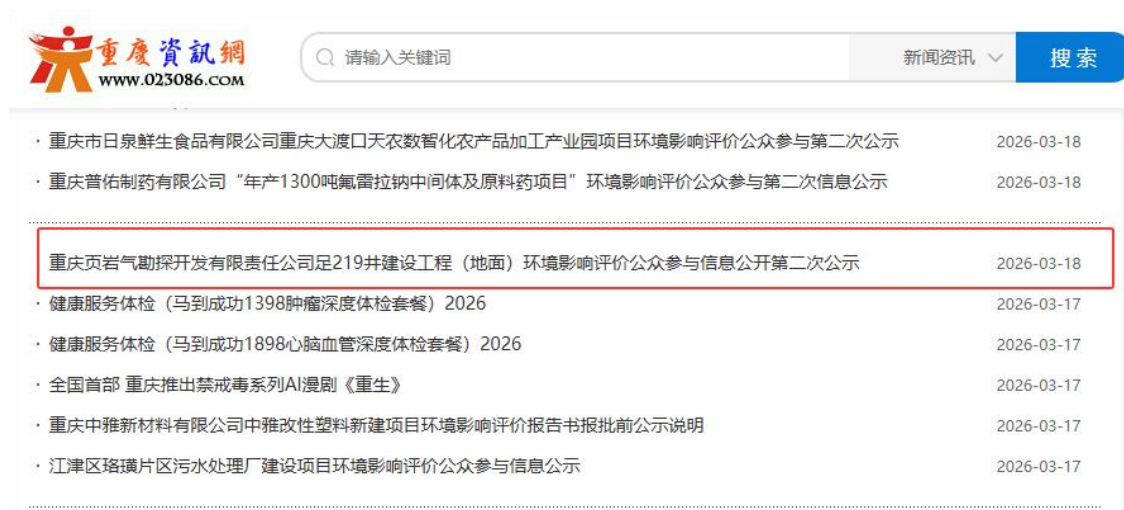 重慶資訊網
www.023086.com
请输入关键词
新闻资讯
搜索
· 重庆市日泉鲜生食品有限公司重庆大渡口天农数智化农产品加工产业园项目环境影响评价公众参与第二次公示 2026-03-18
· 重庆普佑制药有限公司“年产1300吨氟雷拉钠中间体及原料药项目”环境影响评价公众参与第二次信息公示 2026-03-18
重庆页岩气勘探开发有限责任公司足219井建设工程（地面）环境影响评价公众参与信息公开第二次公示 2026-03-18
· 健康服务体检（马到成功1398肿瘤深度体检套餐）2026 2026-03-17
· 健康服务体检（马到成功1898心脑血管深度体检套餐）2026 2026-03-17
· 全国首部 重庆推出禁戒毒系列AI漫剧《重生》 2026-03-17
· 重庆中雅新材料有限公司中雅改性塑料新建项目环境影响评价报告书报批前公示说明 2026-03-17
· 江津区珞璜片区污水处理厂建设项目环境影响评价公众参与信息公示 2026-03-17